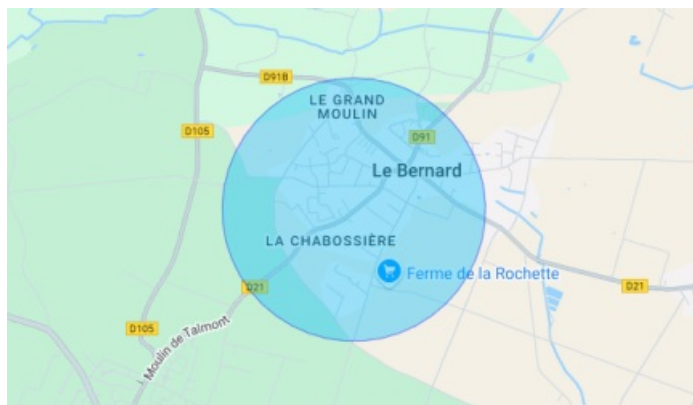 D91B
LE GRAND
MOULIN
D105
D91
Le Bernard
LA CHABOSSIÈRE
Ferme de la Rochette
D21
D21
D105
Moulin de Talmont